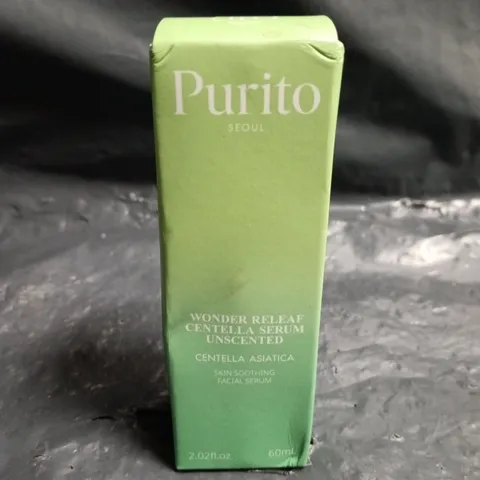 Purito
SEOUL
WONDER RELEAF
CENTELLA SERUM
UNSCENTED
CENTELLA ASIATICA
SKIN SOOTHING
FACIAL SERUM
2.02fl.oz. 60mL